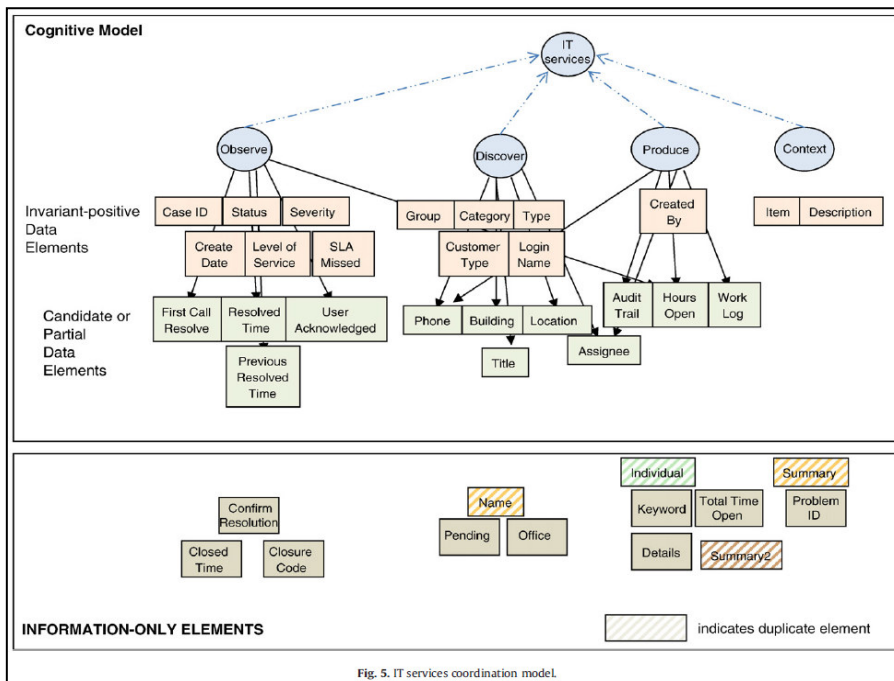 Cognitive Model
IT
services
Observe
Discover
Produce
Context
Invariant-positive
Data
Elements
Case ID
Status
Severity
Group
Category
Type
Created
By
Item
Description
Create
Date
Level of
Service
SLA
Missed
Customer
Type
Login
Name
Candidate or
Partial
Data
Elements
First Call
Resolve
Resolved
Time
User
Acknowledged
Phone
Building
Location
Audit
Trail
Hours
Open
Work
Log
Previous
Resolved
Time
Title
Assignee
Individual
Summary
Confirm
Resolution
Name
Keyword
Total Time
Open
Problem
ID
Closed
Time
Closure
Code
Pending
Office
Details
Summary2
INFORMATION-ONLY ELEMENTS
indicates duplicate element
Fig. 5. IT services coordination model.